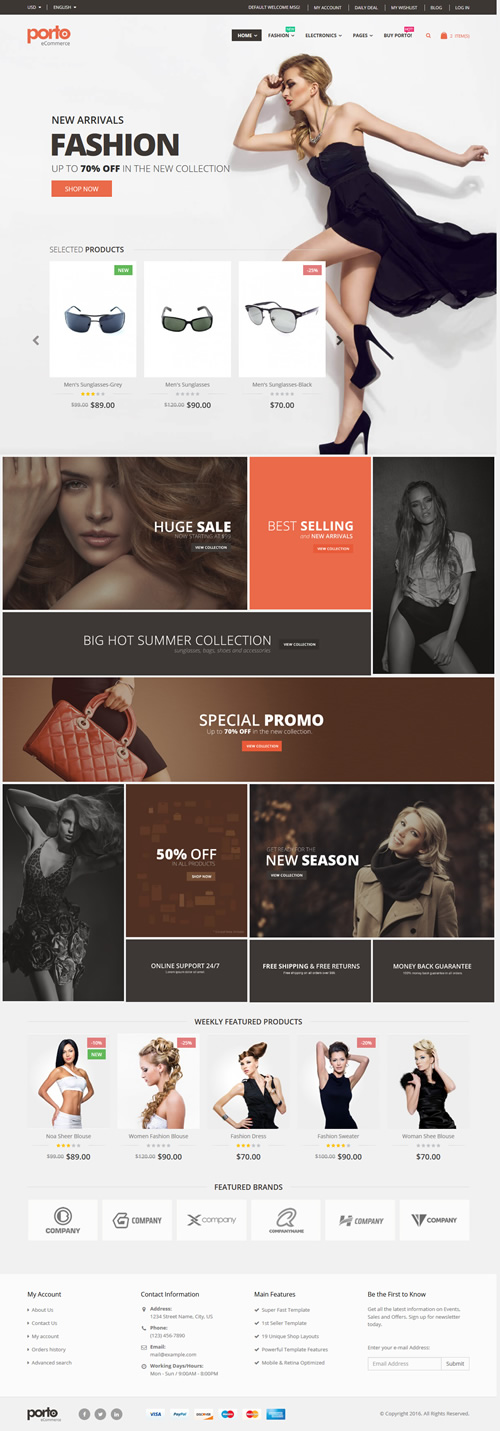 USD ENGLISH DEFAULT WELCOME MSG! MY ACCOUNT DAILY DEAL MY WISHLIST BLOG LOG IN
porto
eCommerce
HOME FASHION NEW ELECTRONICS PAGES BUY PORTO! 2 ITEM(S)
NEW ARRIVALS
FASHION
UP TO 70% OFF IN THE NEW COLLECTION
SHOP NOW
SELECTED PRODUCTS
NEW -25%
Men's Sunglasses-Grey Men's Sunglasses Men's Sunglasses-Black
$99.00 $89.00 $120.00 $90.00 $70.00
HUGE SALE
NOW STARTING AT $99
VIEW COLLECTION
BEST SELLING
and NEW ARRIVALS
VIEW COLLECTION
BIG HOT SUMMER COLLECTION
sunglasses, bags, shoes and accessories
VIEW COLLECTION
SPECIAL PROMO
Up to 70% OFF in the new collection.
VIEW COLLECTION
50% OFF
IN ALL PRODUCTS
SHOP NOW
GET READY FOR THE
NEW SEASON
VIEW COLLECTION
ONLINE SUPPORT 24/7
Lorem ipsum dolor sit amet.
FREE SHIPPING & FREE RETURNS
Free shipping on all orders over $99.
MONEY BACK GUARANTEE
100% money back guarantee
WEEKLY FEATURED PRODUCTS
-10% NEW -25% -20%
Noa Sheer Blouse Women Fashion Blouse Fashion Dress Fashion Sweater Woman Shee Blouse
$99.00 $89.00 $120.00 $90.00 $70.00 $100.00 $90.00 $70.00
FEATURED BRANDS
COMPANY COMPANY company COMPANYNAME COMPANY COMPANY
My Account
About Us
Contact Us
My account
Orders history
Advanced search
Contact Information
Address:
1234 Street Name, City, US
Phone:
(123) 456-7890
Email:
mail@example.com
Working Days/Hours:
Mon - Sun / 9:00AM - 8:00PM
Main Features
Super Fast Template
1st Seller Template
19 Unique Shop Layouts
Powerful Template Features
Mobile & Retina Optimized
Be the First to Know
Get all the latest information on Events,
Sales and Offers. Sign up for newsletter
today.
Enter your e-mail Address:
Email Address Submit
porto
eCommerce
VISA PayPal DISCOVER Maestro
© Copyright 2016. All Rights Reserved.